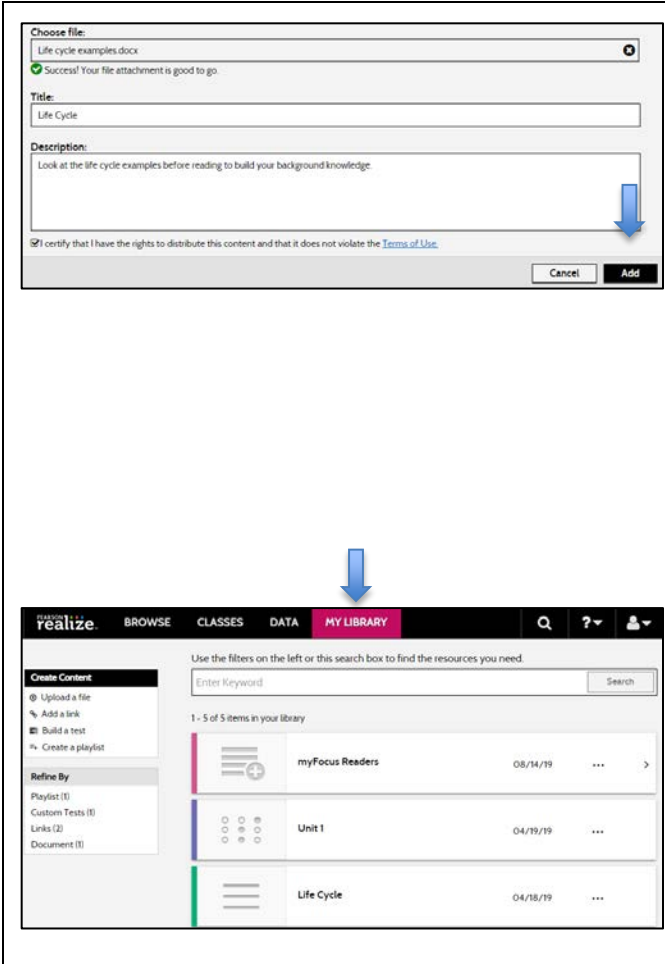 Choose file:
Life cycle examples.docx
Success! Your file attachment is good to go.
Title:
Life Cycle
Description:
Look at the life cycle examples before reading to build your background knowledge.
I certify that I have the rights to distribute this content and that it does not violate the Terms of Use.
Cancel Add
PEARSON
realize. BROWSE CLASSES DATA MY LIBRARY ?
Use the filters on the left or this search box to find the resources you need.
Create Content
Enter Keyword Search
Upload a file
Add a link
Build a test
Create a playlist
1 - 5 of 5 items in your library
Refine By
Playlist (1)
Custom Tests (1)
Links (2)
Document (1)
myFocus Readers 08/14/19 ... >
Unit 1 04/19/19 ...
Life Cycle 04/18/19 ...